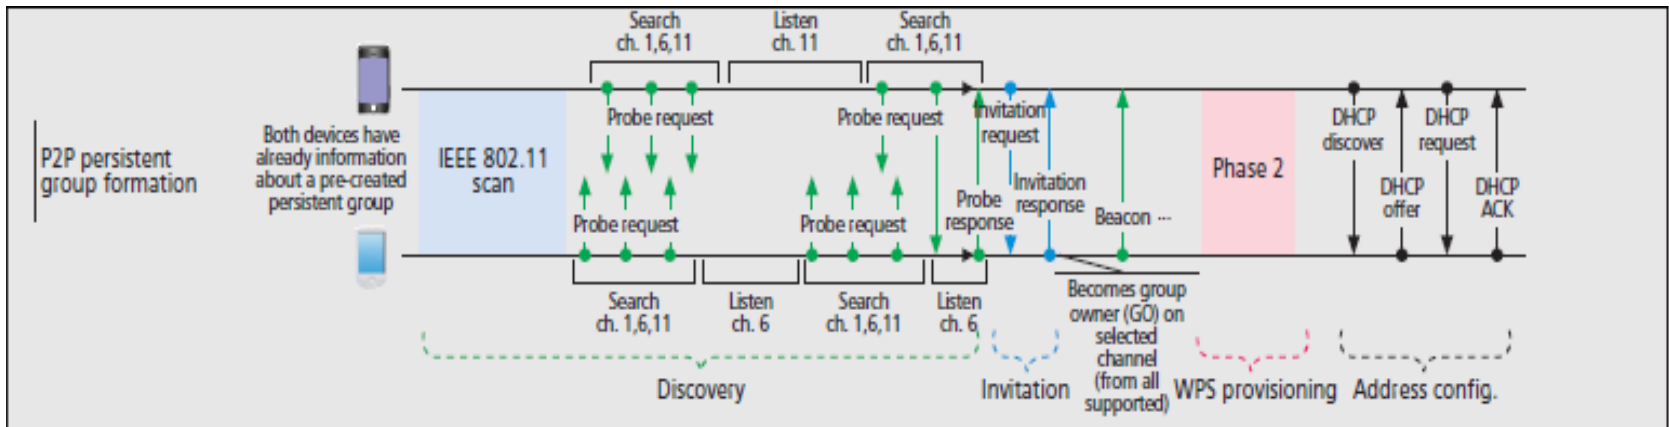 Search
ch. 1,6,11
Listen
ch. 11
Search
ch. 1,6,11
P2P persistent
group formation
Both devices have
already information
about a pre-created
persistent group
IEEE 802.11
scan
Probe request
Probe request
Probe request
Probe request
Probe
response
Invitation
request
Invitation
response
Beacon ...
Phase 2
DHCP
discover
DHCP
offer
DHCP
request
DHCP
ACK
Search
ch. 1,6,11
Listen
ch. 6
Search
ch. 1,6,11
Listen
ch. 6
Becomes group
owner (GO) on
selected
channel
(from all
supported)
Discovery
Invitation
WPS provisioning
Address config.